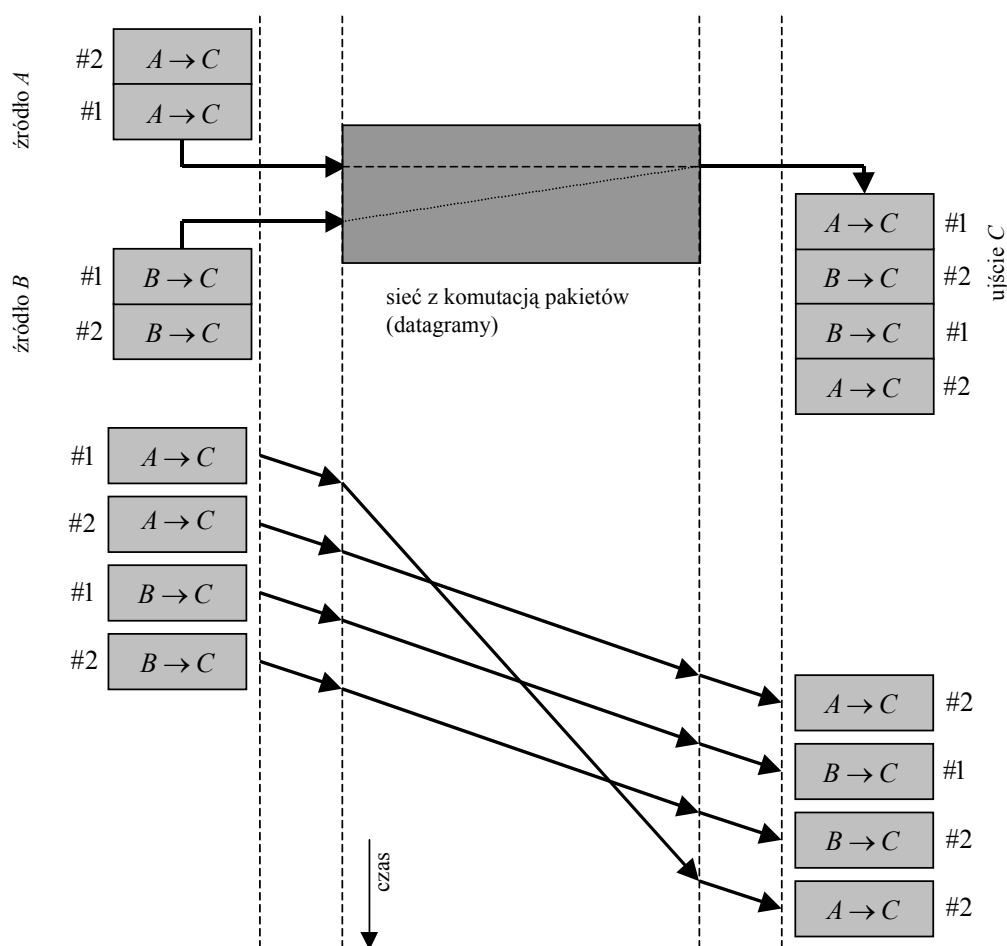 źródło A
#2 A → C
#1 A → C
źródło B
#1 B → C
#2 B → C
sieć z komutacją pakietów
(datagramy)
A → C #1
B → C #2
B → C #1
A → C #2
ujście C
#1 A → C
#2 A → C
#1 B → C
#2 B → C
A → C #2
B → C #1
B → C #2
A → C #2
czas